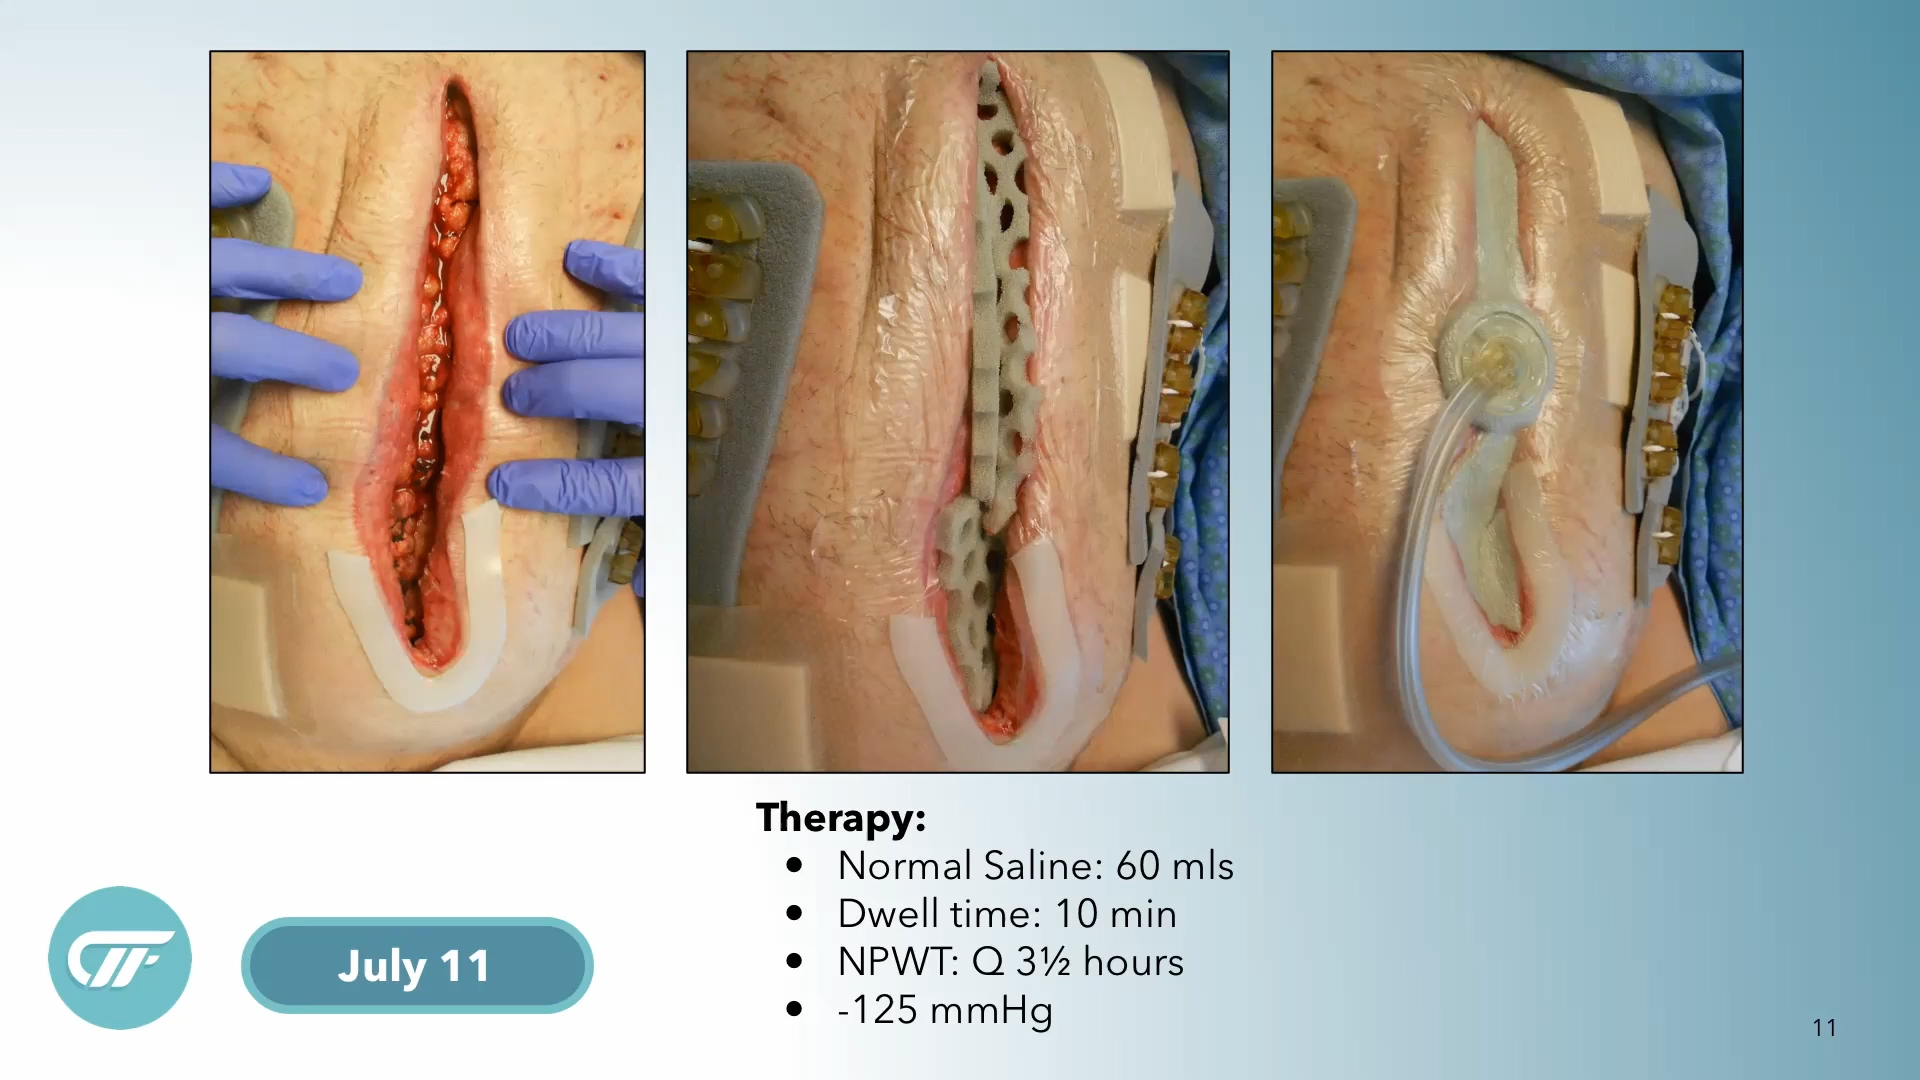 Therapy:
• Normal Saline: 60 mls
• Dwell time: 10 min
• NPWT: Q 3½ hours
• -125 mmHg
July 11
11